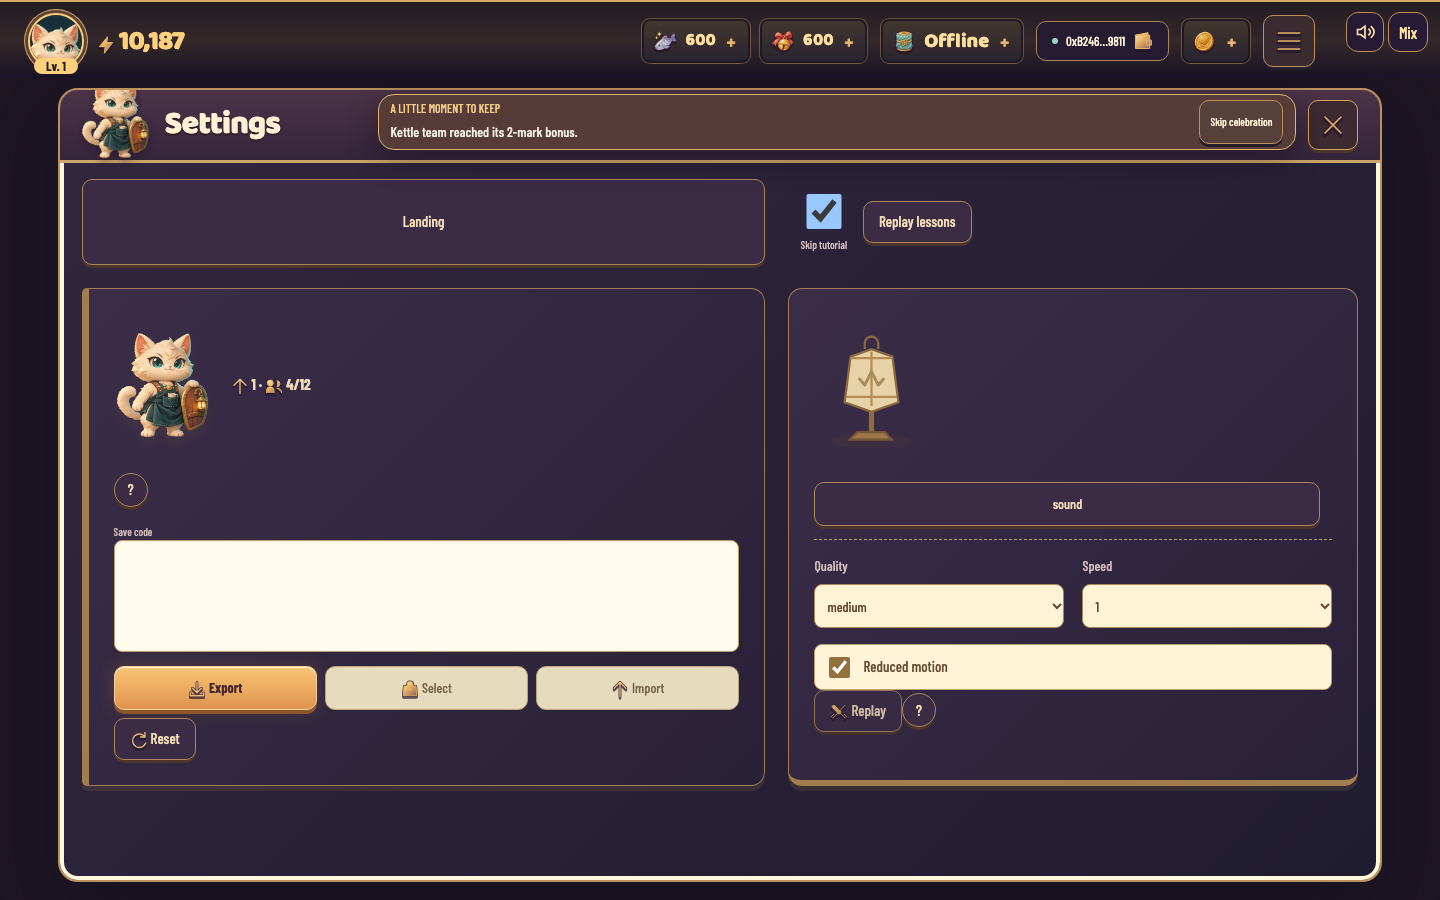 Lv. 1
10,187
600 +
600 +
Offline +
0xB246...9811
+
Mix
Settings
A LITTLE MOMENT TO KEEP
Kettle team reached its 2-mark bonus.
Skip celebration
Landing
Skip tutorial
Replay lessons
1 · 4/12
?
Save code
Export
Select
Import
Reset
sound
Quality
Speed
medium
1
Reduced motion
Replay
?